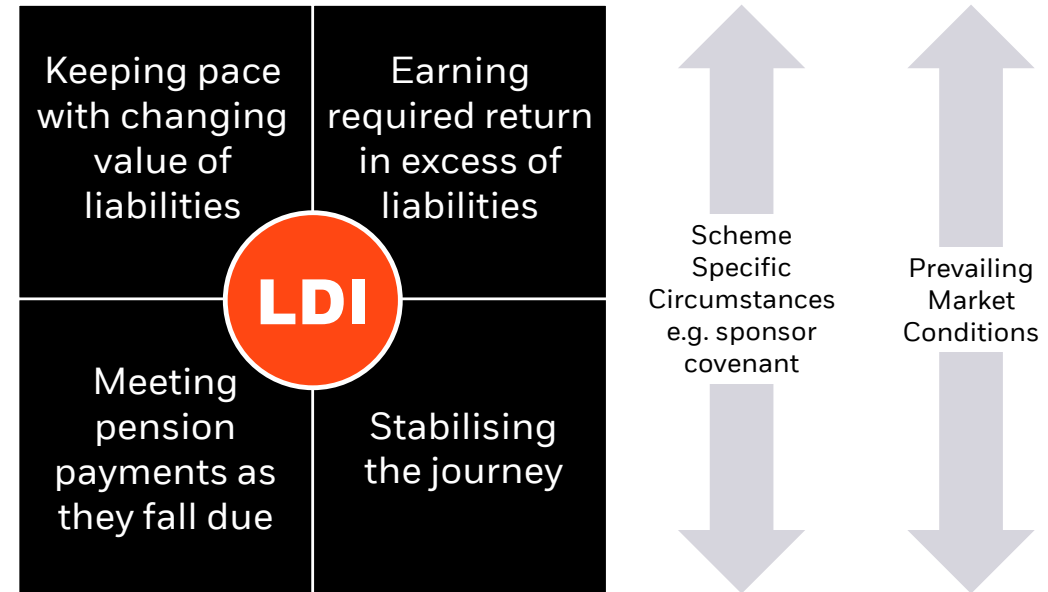 Keeping pace
with changing
value of
liabilities
Earning
required return
in excess of
liabilities
LDI
Meeting
pension
payments as
they fall due
Stabilising
the journey
Scheme
Specific
Circumstances
e.g. sponsor
covenant
Prevailing
Market
Conditions